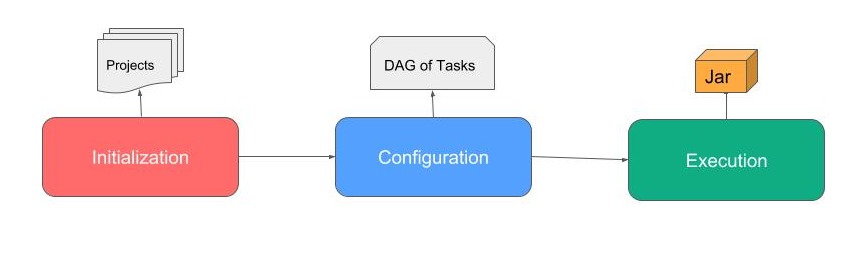 Projects
DAG of Tasks
Jar
Initialization
Configuration
Execution